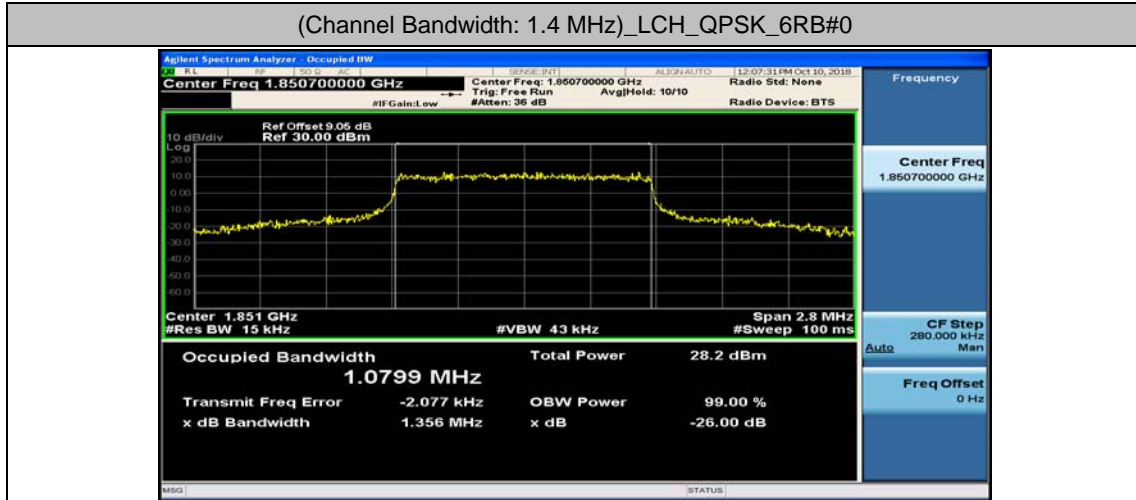 (Channel Bandwidth: 1.4 MHz)_LCH_QPSK_6RB#0
Agilent Spectrum Analyzer - Occupied BW
RL RF 50 Ω AC SENSE:INT ALIGN AUTO 12:07:31 PM Oct 10, 2018
Center Freq 1.850700000 GHz
Center Freq: 1.850700000 GHz
Radio Std: None
Trig: Free Run Avg|Hold: 10/10
#IFGain:Low #Atten: 36 dB Radio Device: BTS
Ref Offset 9.05 dB
10 dB/div Ref 30.00 dBm
Log
20.0
10.0
0.00
-10.0
-20.0
-30.0
-40.0
-50.0
-60.0
Center 1.851 GHz Span 2.8 MHz
#Res BW 15 kHz #VBW 43 kHz #Sweep 100 ms
Occupied Bandwidth Total Power 28.2 dBm
1.0799 MHz
Transmit Freq Error -2.077 kHz OBW Power 99.00 %
x dB Bandwidth 1.356 MHz x dB -26.00 dB
MSG STATUS
Frequency
Center Freq
1.850700000 GHz
CF Step
280.000 kHz
Auto Man
Freq Offset
0 Hz